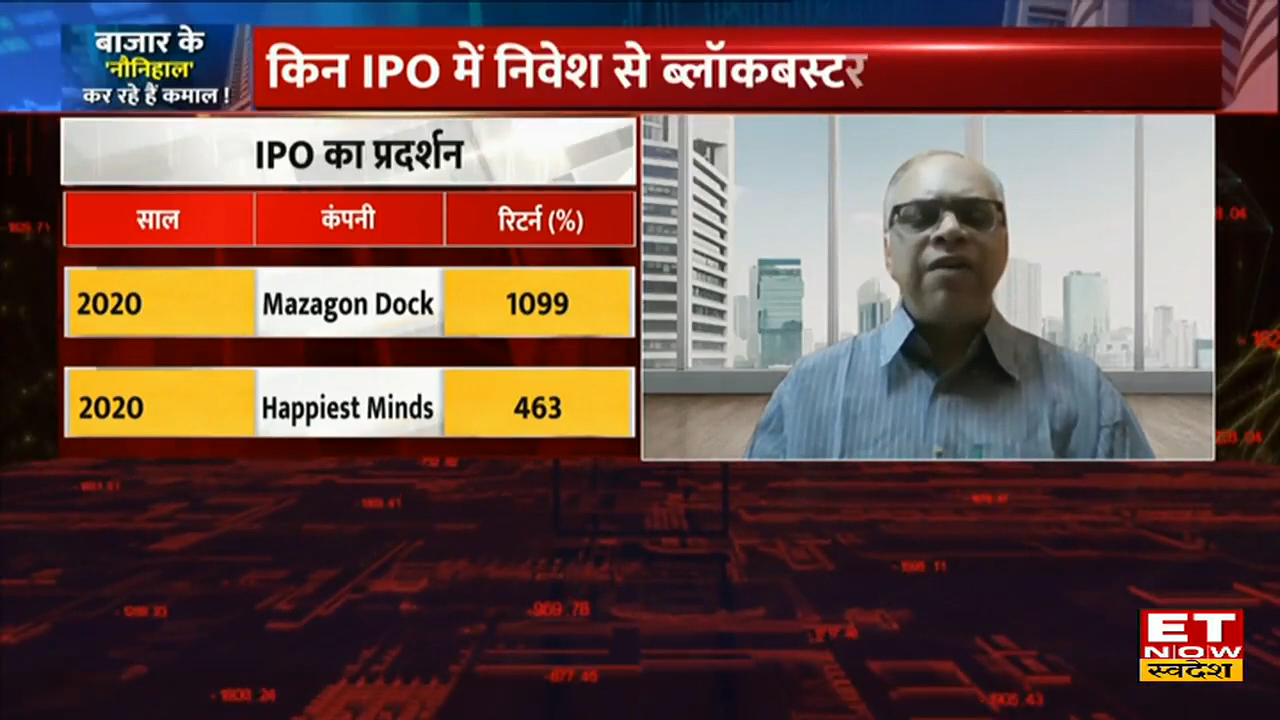 बाजार के
'नौनिहाल'
कर रहे हैं कमाल !
किन IPO में निवेश से ब्लॉकबस्टर
IPO का प्रदर्शन
साल कंपनी रिटर्न (%)
2020 Mazagon Dock 1099
2020 Happiest Minds 463
ET
NOW
स्वदेश